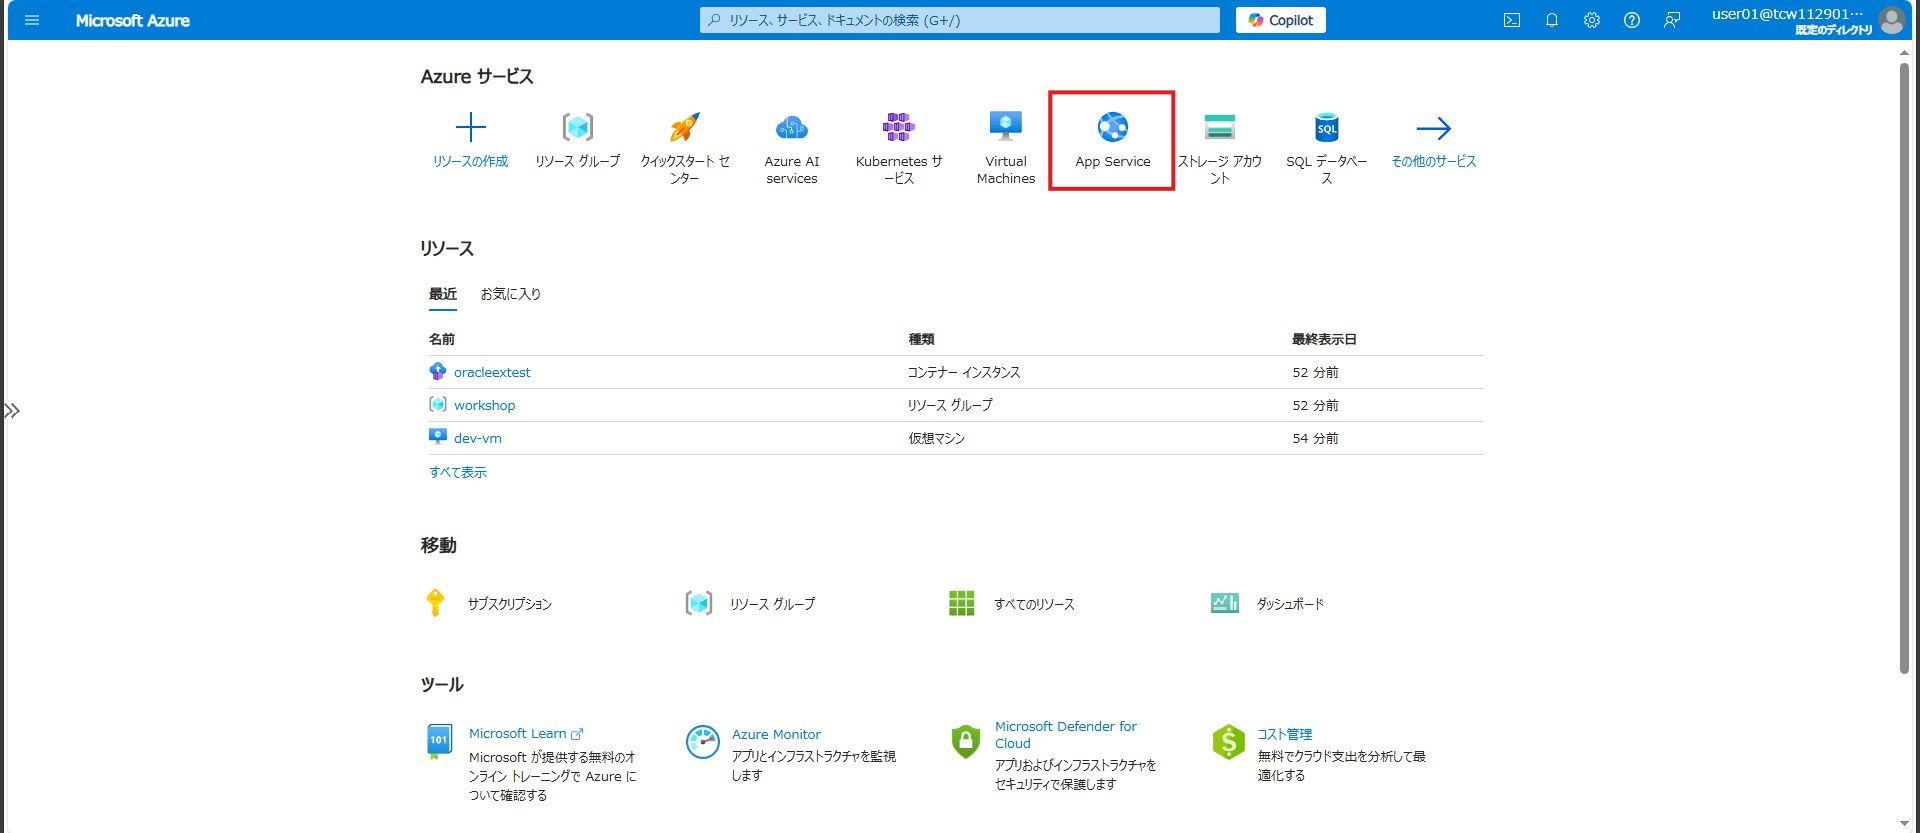 Microsoft Azure
リソース、サービス、ドキュメントの検索 (G+/)
Copilot
user01@tcw112901…
既定のディレクトリ
Azure サービス
リソースの作成
リソース グループ
クイックスタート セ
ンター
Azure AI
services
Kubernetes サ
ービス
Virtual
Machines
App Service
ストレージ アカウ
ント
SQL
SQL データベー
ス
その他のサービス
リソース
最近 お気に入り
名前 種類 最終表示日
oracleextest コンテナー インスタンス 52 分前
workshop リソース グループ 52 分前
dev-vm 仮想マシン 54 分前
すべて表示
移動
サブスクリプション
リソース グループ
すべてのリソース
ダッシュボード
ツール
101
Microsoft Learn
Microsoft が提供する無料のオ
ンライン トレーニングで Azure に
ついて確認する
Azure Monitor
アプリとインフラストラクチャを監視
します
Microsoft Defender for
Cloud
アプリおよびインフラストラクチャを
セキュリティで保護します
コスト管理
無料でクラウド支出を分析して最
適化する